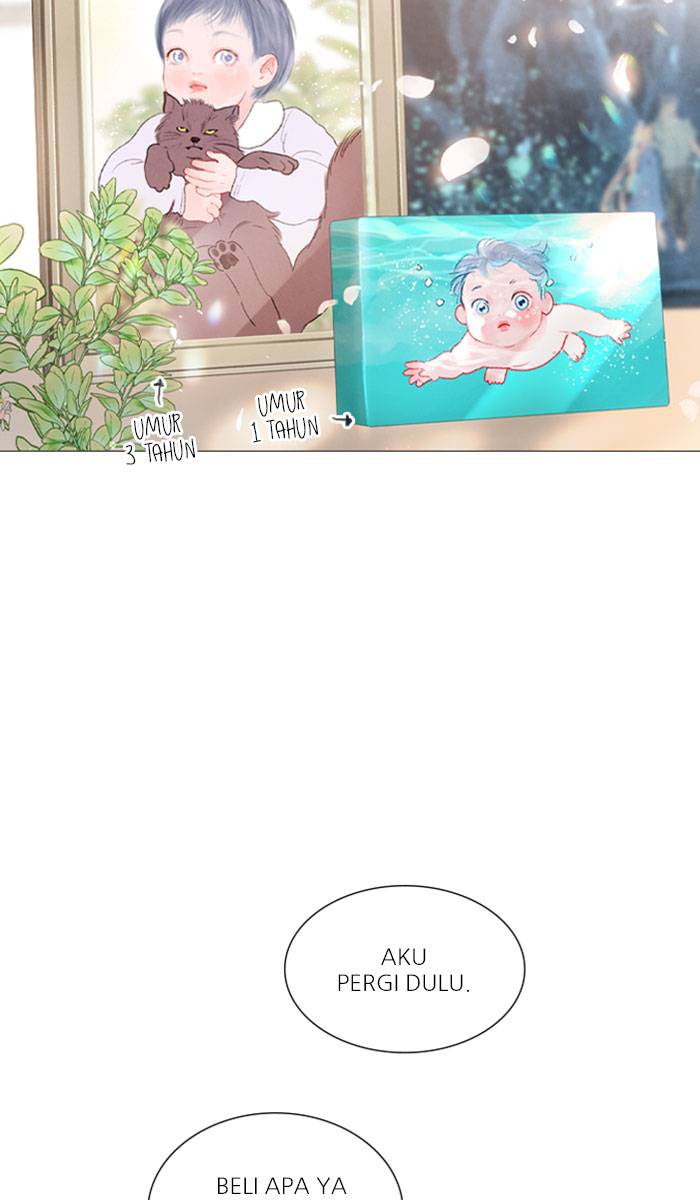 UMUR
3 TAHUN
UMUR
1 TAHUN
AKU
PERGI DULU.
BELI APA YA